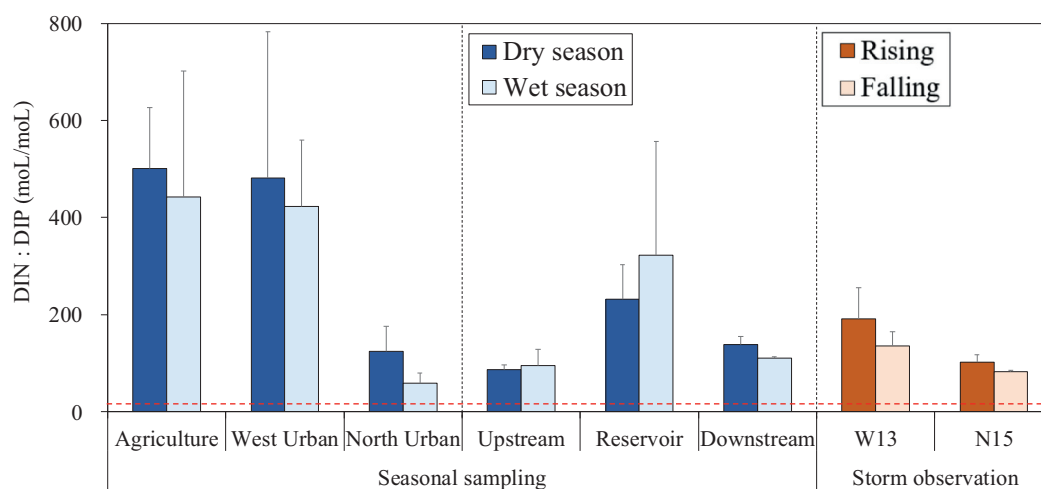 DIN : DIP (moL/moL)
800
600
400
200
0
Dry season
Wet season
Rising
Falling
Agriculture West Urban North Urban Upstream Reservoir Downstream W13 N15
Seasonal sampling Storm observation